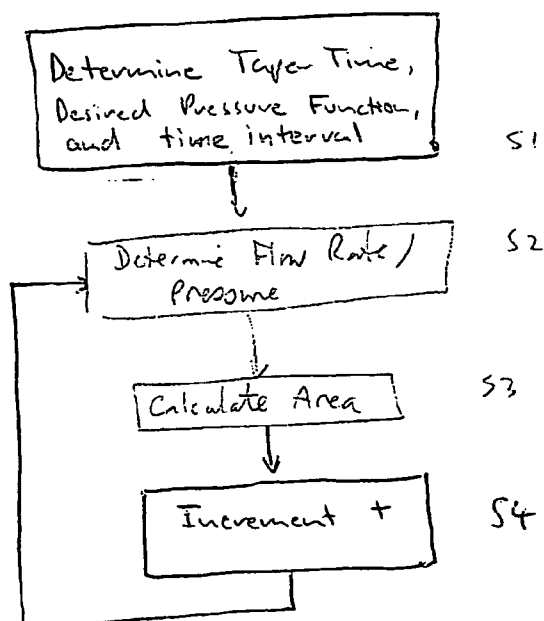 Determine Taper Time,
Desired Pressure Function,
and time interval
S1
Determine Flow Rate/
Pressure
S2
Calculate Area
S3
Increment t
S4